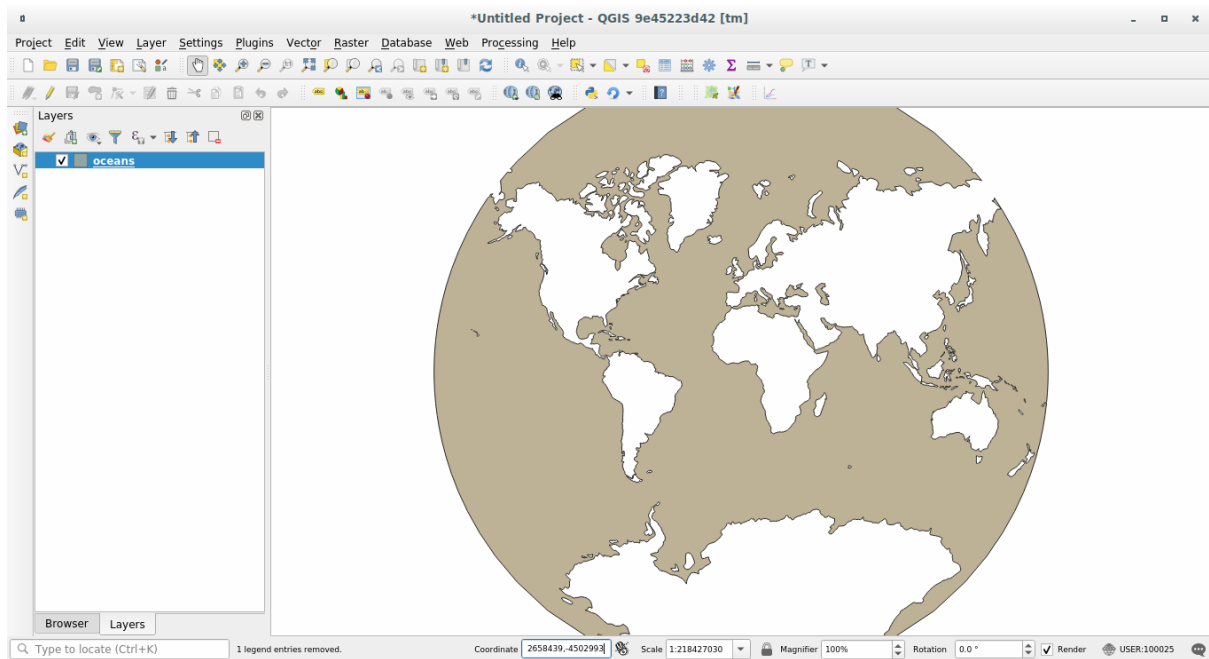 *Untitled Project - QGIS 9e45223d42 [tm]
Project Edit View Layer Settings Plugins Vector Raster Database Web Processing Help
Layers
oceans
Browser Layers
Type to locate (Ctrl+K) 1 legend entries removed. Coordinate 2658439,-4502993 Scale 1:218427030 Magnifier 100% Rotation 0.0 ° Render USER:100025